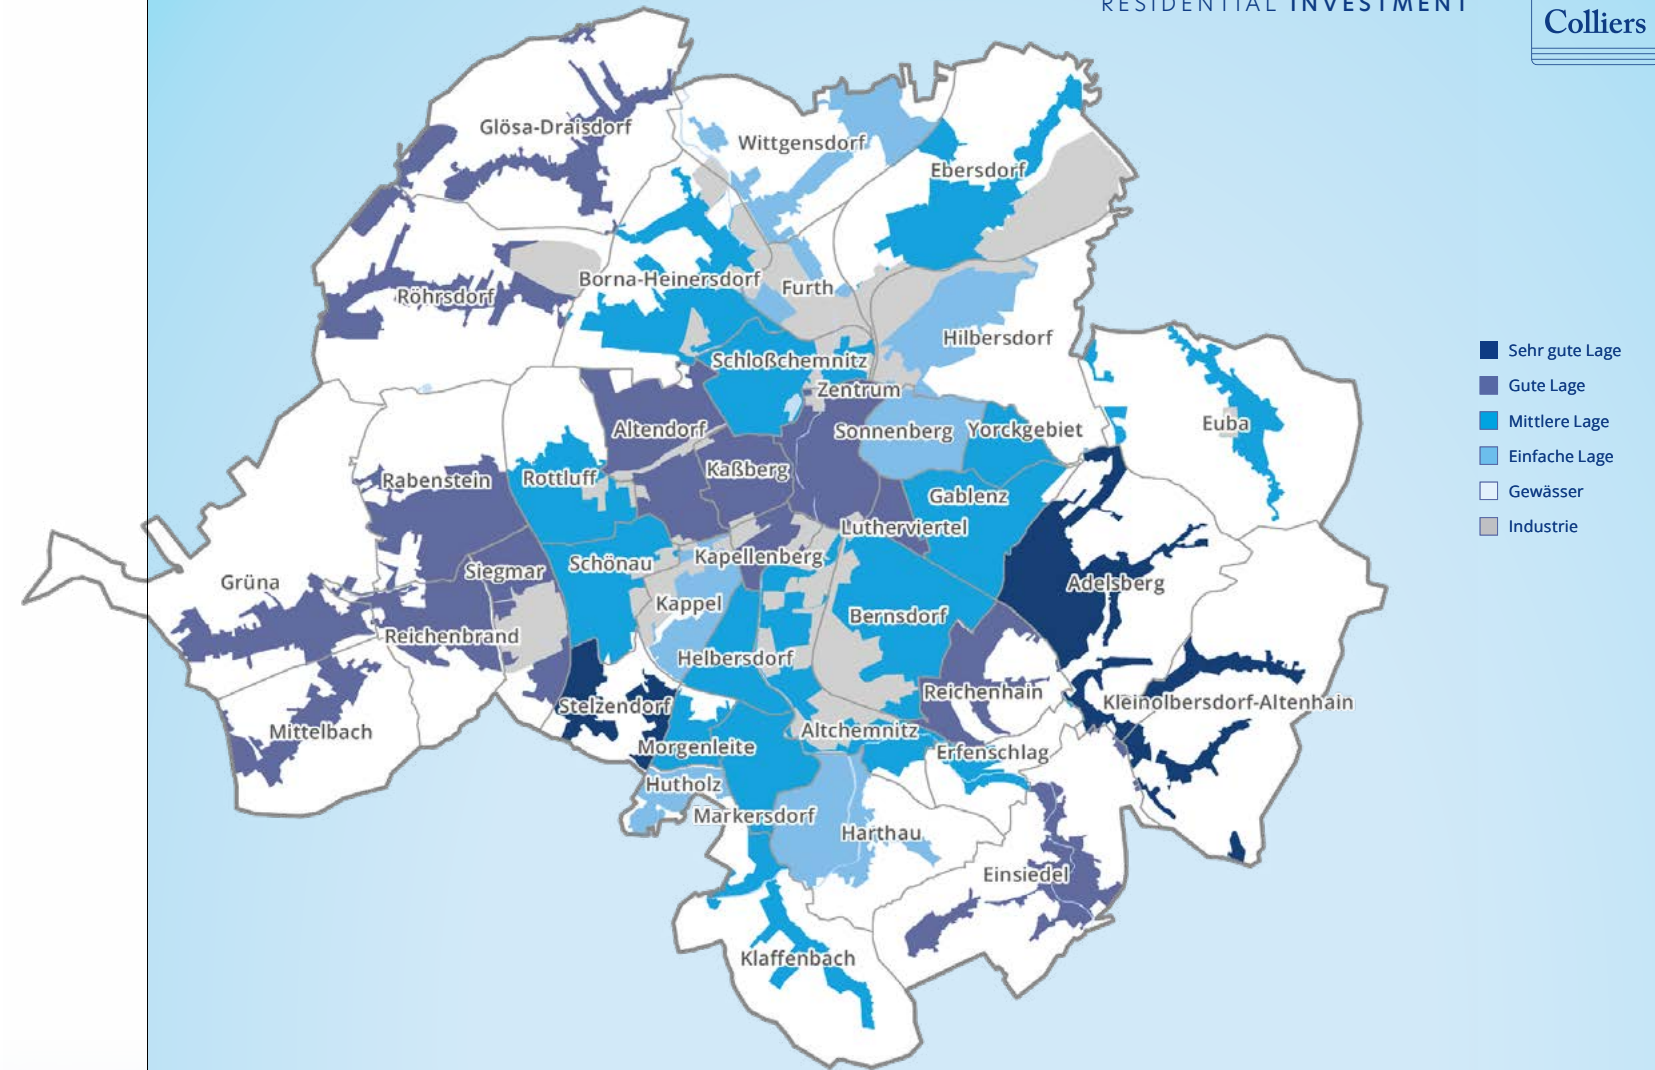 RESIDENTIAL INVESTMENT
Colliers
Glösa-Draisdorf
Wittgensdorf
Ebersdorf
Borna-Heinersdorf
Furth
Röhrsdorf
Hilbersdorf
Schloßchemnitz
Zentrum
Altendorf
Sonnenberg
Yorckgebiet
Euba
Kaßberg
Rabenstein
Rottluff
Gablenz
Lutherviertel
Kapellenberg
Schönau
Siegmar
Grüna
Adelsberg
Kappel
Bernsdorf
Reichenbrand
Helbersdorf
Reichenhain
Kleinolbersdorf-Altenhain
Stelzendorf
Mittelbach
Altchemnitz
Morgenleite
Erfenschlag
Hutholz
Markersdorf
Harthau
Einsiedel
Klaffenbach
Sehr gute Lage
Gute Lage
Mittlere Lage
Einfache Lage
Gewässer
Industrie